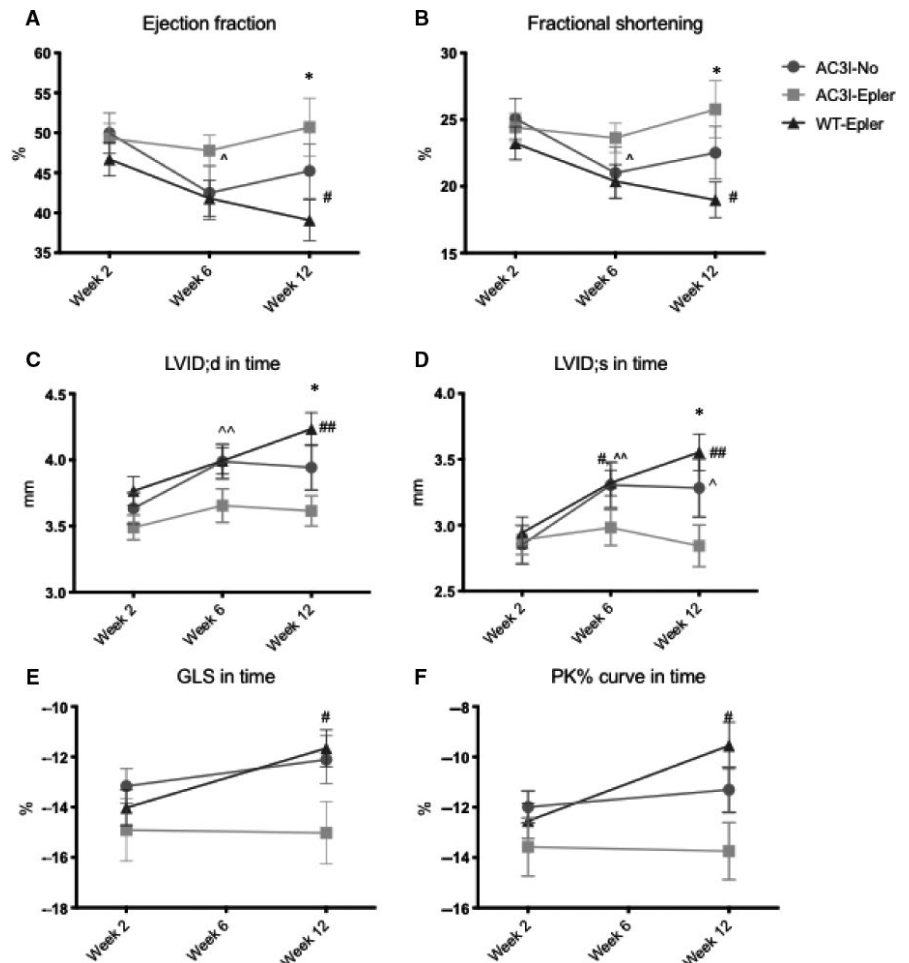 A
Ejection fraction
60
55
50
45
40
35
%
*
^
#
Week 2
Week 6
Week 12
B
Fractional shortening
30
25
20
15
%
*
^
#
Week 2
Week 6
Week 12
AC3I-No
AC3I-Epler
WT-Epler
C
LVID;d in time
4.5
4.0
3.5
3.0
mm
*
^^
##
Week 2
Week 6
Week 12
D
LVID;s in time
4.0
3.5
3.0
2.5
mm
*
#
^^
##
^
Week 2
Week 6
Week 12
E
GLS in time
-10
-12
-14
-16
-18
%
#
Week 2
Week 6
Week 12
F
PK% curve in time
-8
-10
-12
-14
-16
%
#
Week 2
Week 6
Week 12